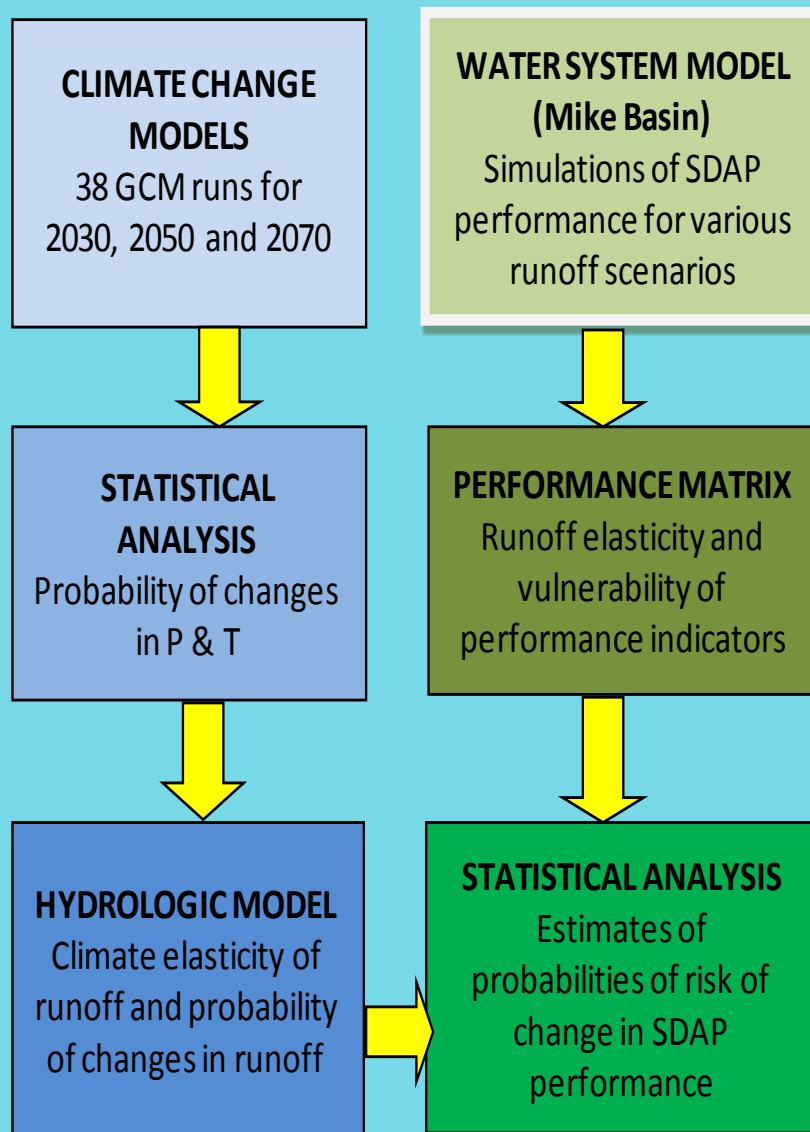 CLIMATE CHANGE
MODELS
38 GCM runs for
2030, 2050 and 2070
WATER SYSTEM MODEL
(Mike Basin)
Simulations of SDAP
performance for various
runoff scenarios
STATISTICAL
ANALYSIS
Probability of changes
in P & T
PERFORMANCE MATRIX
Runoff elasticity and
vulnerability of
performance indicators
HYDROLOGIC MODEL
Climate elasticity of
runoff and probability
of changes in runoff
STATISTICAL ANALYSIS
Estimates of
probabilities of risk of
change in SDAP
performance